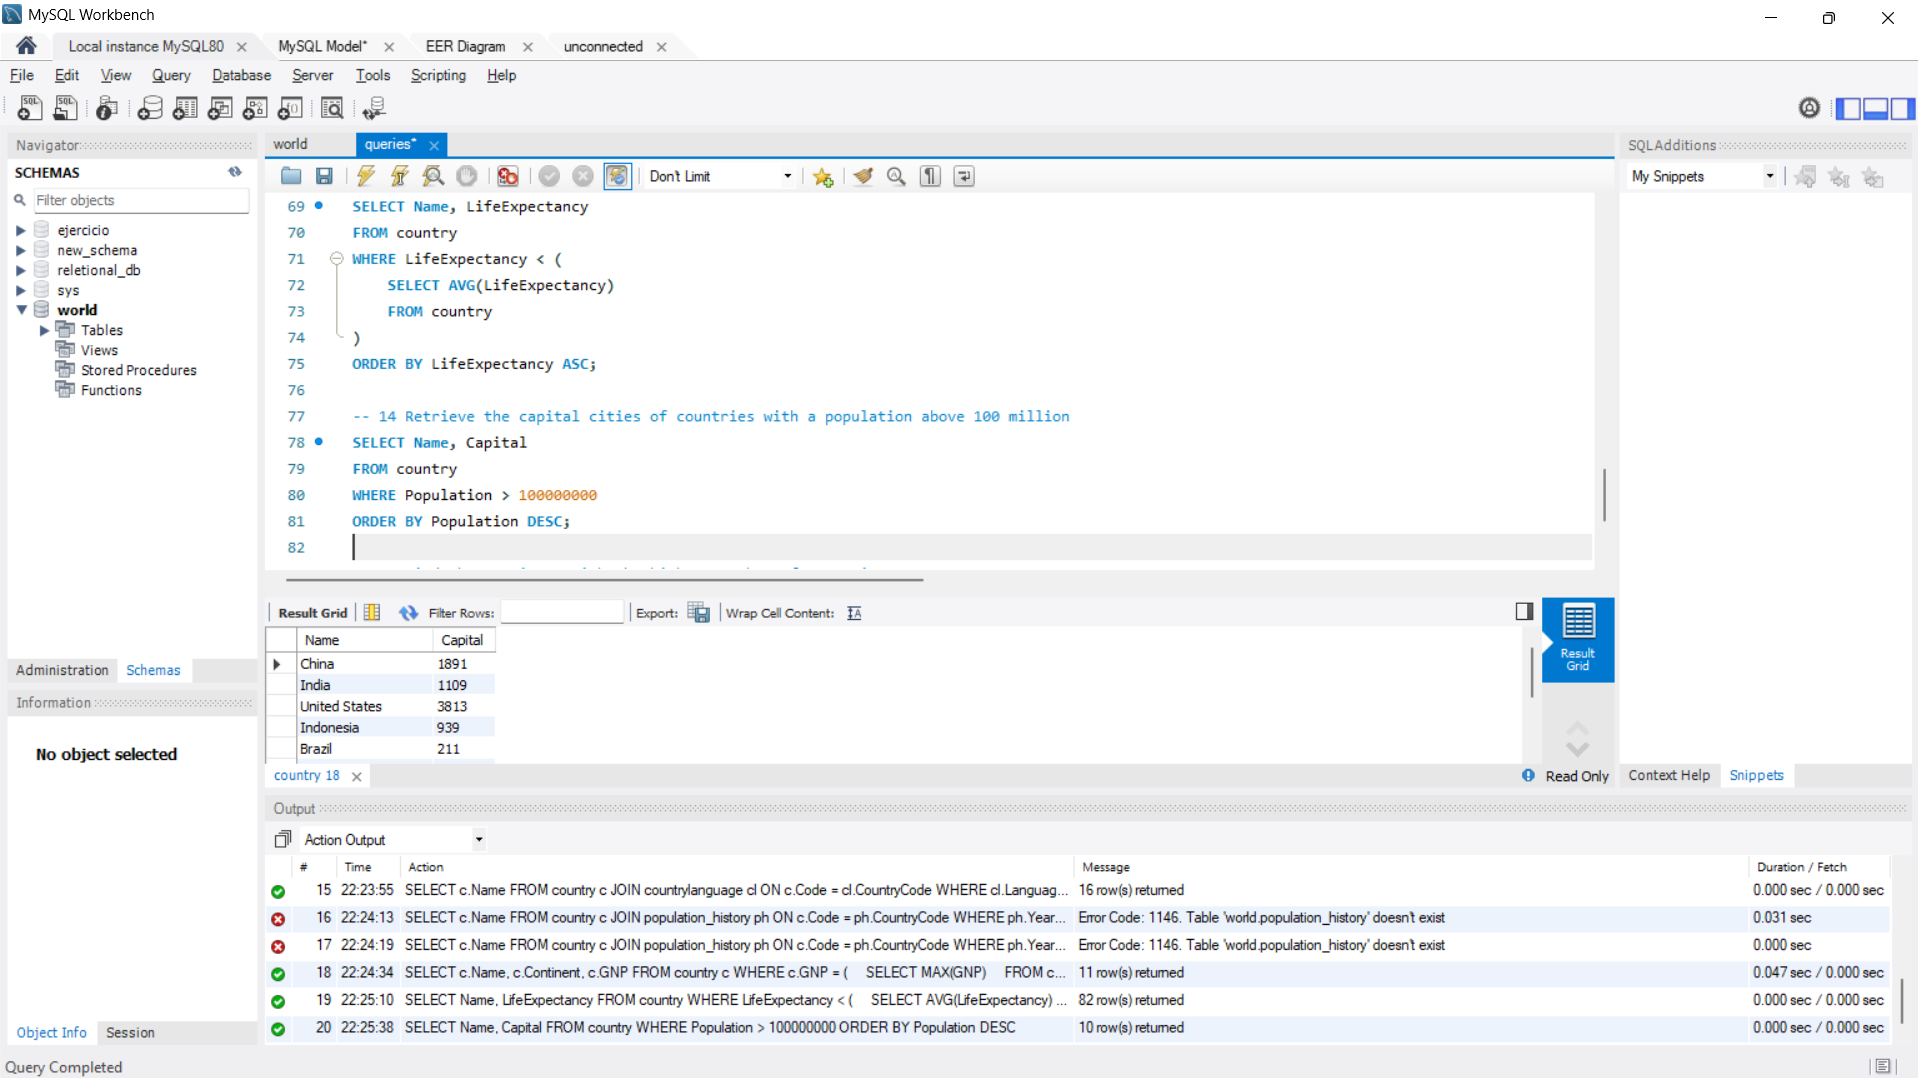 MySQL Workbench
Local instance MySQL80
MySQL Model*
EER Diagram
unconnected
File Edit View Query Database Server Tools Scripting Help
Navigator
SCHEMAS
Filter objects
ejercicio
new_schema
reletional_db
sys
world
Tables
Views
Stored Procedures
Functions
Administration Schemas
Information
No object selected
Object Info Session
world queries*
Don't Limit
69 SELECT Name, LifeExpectancy
70 FROM country
71 WHERE LifeExpectancy < (
72 SELECT AVG(LifeExpectancy)
73 FROM country
74 )
75 ORDER BY LifeExpectancy ASC;
76
77 -- 14 Retrieve the capital cities of countries with a population above 100 million
78 SELECT Name, Capital
79 FROM country
80 WHERE Population > 100000000
81 ORDER BY Population DESC;
82
Result Grid Filter Rows: Export: Wrap Cell Content:
Name Capital
China 1891
India 1109
United States 3813
Indonesia 939
Brazil 211
Result
Grid
country 18
Read Only
SQLAdditions
My Snippets
Context Help Snippets
Output
Action Output
# Time Action Message Duration / Fetch
15 22:23:55 SELECT c.Name FROM country c JOIN countrylanguage cl ON c.Code = cl.CountryCode WHERE cl.Languag... 16 row(s) returned 0.000 sec / 0.000 sec
16 22:24:13 SELECT c.Name FROM country c JOIN population_history ph ON c.Code = ph.CountryCode WHERE ph.Year... Error Code: 1146. Table 'world.population_history' doesn't exist 0.031 sec
17 22:24:19 SELECT c.Name FROM country c JOIN population_history ph ON c.Code = ph.CountryCode WHERE ph.Year... Error Code: 1146. Table 'world.population_history' doesn't exist 0.000 sec
18 22:24:34 SELECT c.Name, c.Continent, c.GNP FROM country c WHERE c.GNP = ( SELECT MAX(GNP) FROM c... 11 row(s) returned 0.047 sec / 0.000 sec
19 22:25:10 SELECT Name, LifeExpectancy FROM country WHERE LifeExpectancy < ( SELECT AVG(LifeExpectancy) ... 82 row(s) returned 0.000 sec / 0.000 sec
20 22:25:38 SELECT Name, Capital FROM country WHERE Population > 100000000 ORDER BY Population DESC 10 row(s) returned 0.000 sec / 0.000 sec
Query Completed